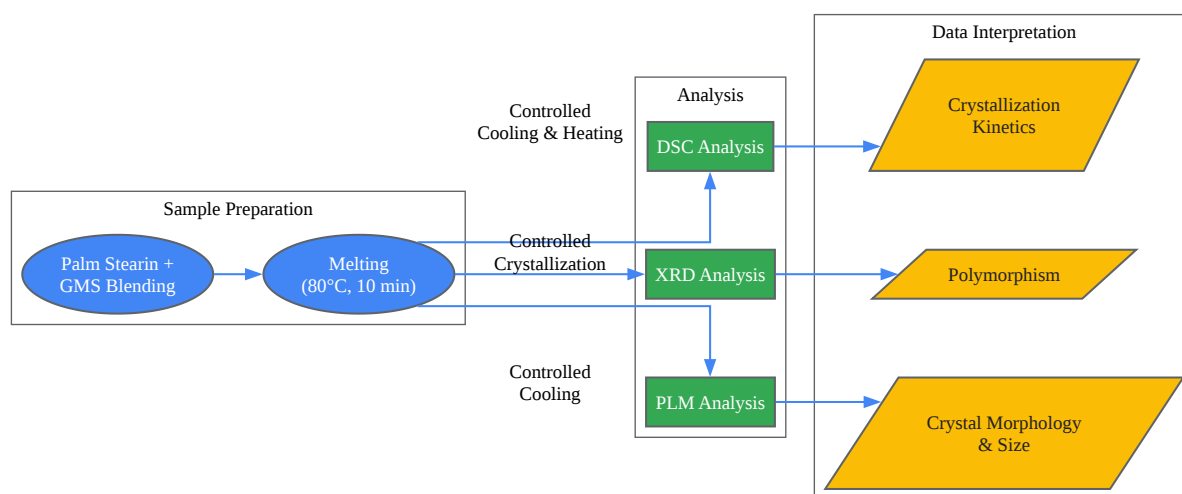 Sample Preparation
Palm Stearin +
GMS Blending
Melting
(80°C, 10 min)
Controlled
Cooling & Heating
Controlled
Crystallization
Controlled
Cooling
Analysis
DSC Analysis
XRD Analysis
PLM Analysis
Data Interpretation
Crystallization
Kinetics
Polymorphism
Crystal Morphology
& Size